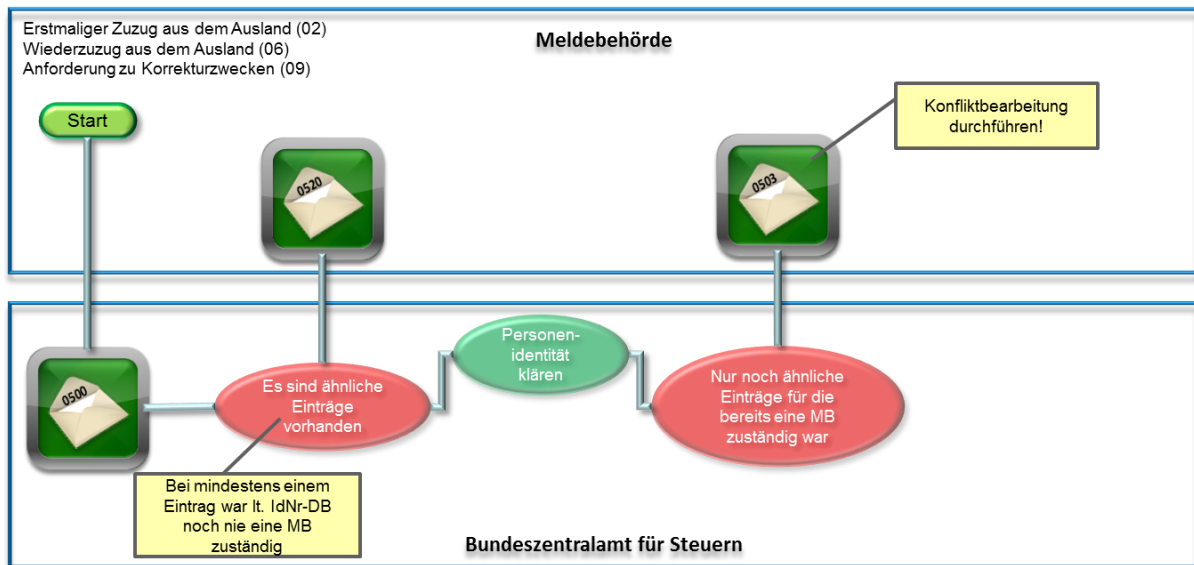 Erstmaliger Zuzug aus dem Ausland (02)
Wiederzuzug aus dem Ausland (06)
Anforderung zu Korrekturzwecken (09)
Meldebehörde
Start
0520
0503
Konfliktbearbeitung
durchführen!
0500
Es sind ähnliche
Einträge
vorhanden
Personen-
identität
klären
Nur noch ähnliche
Einträge für die
bereits eine MB
zuständig war
Bei mindestens einem
Eintrag war lt. IdNr-DB
noch nie eine MB
zuständig
Bundeszentralamt für Steuern